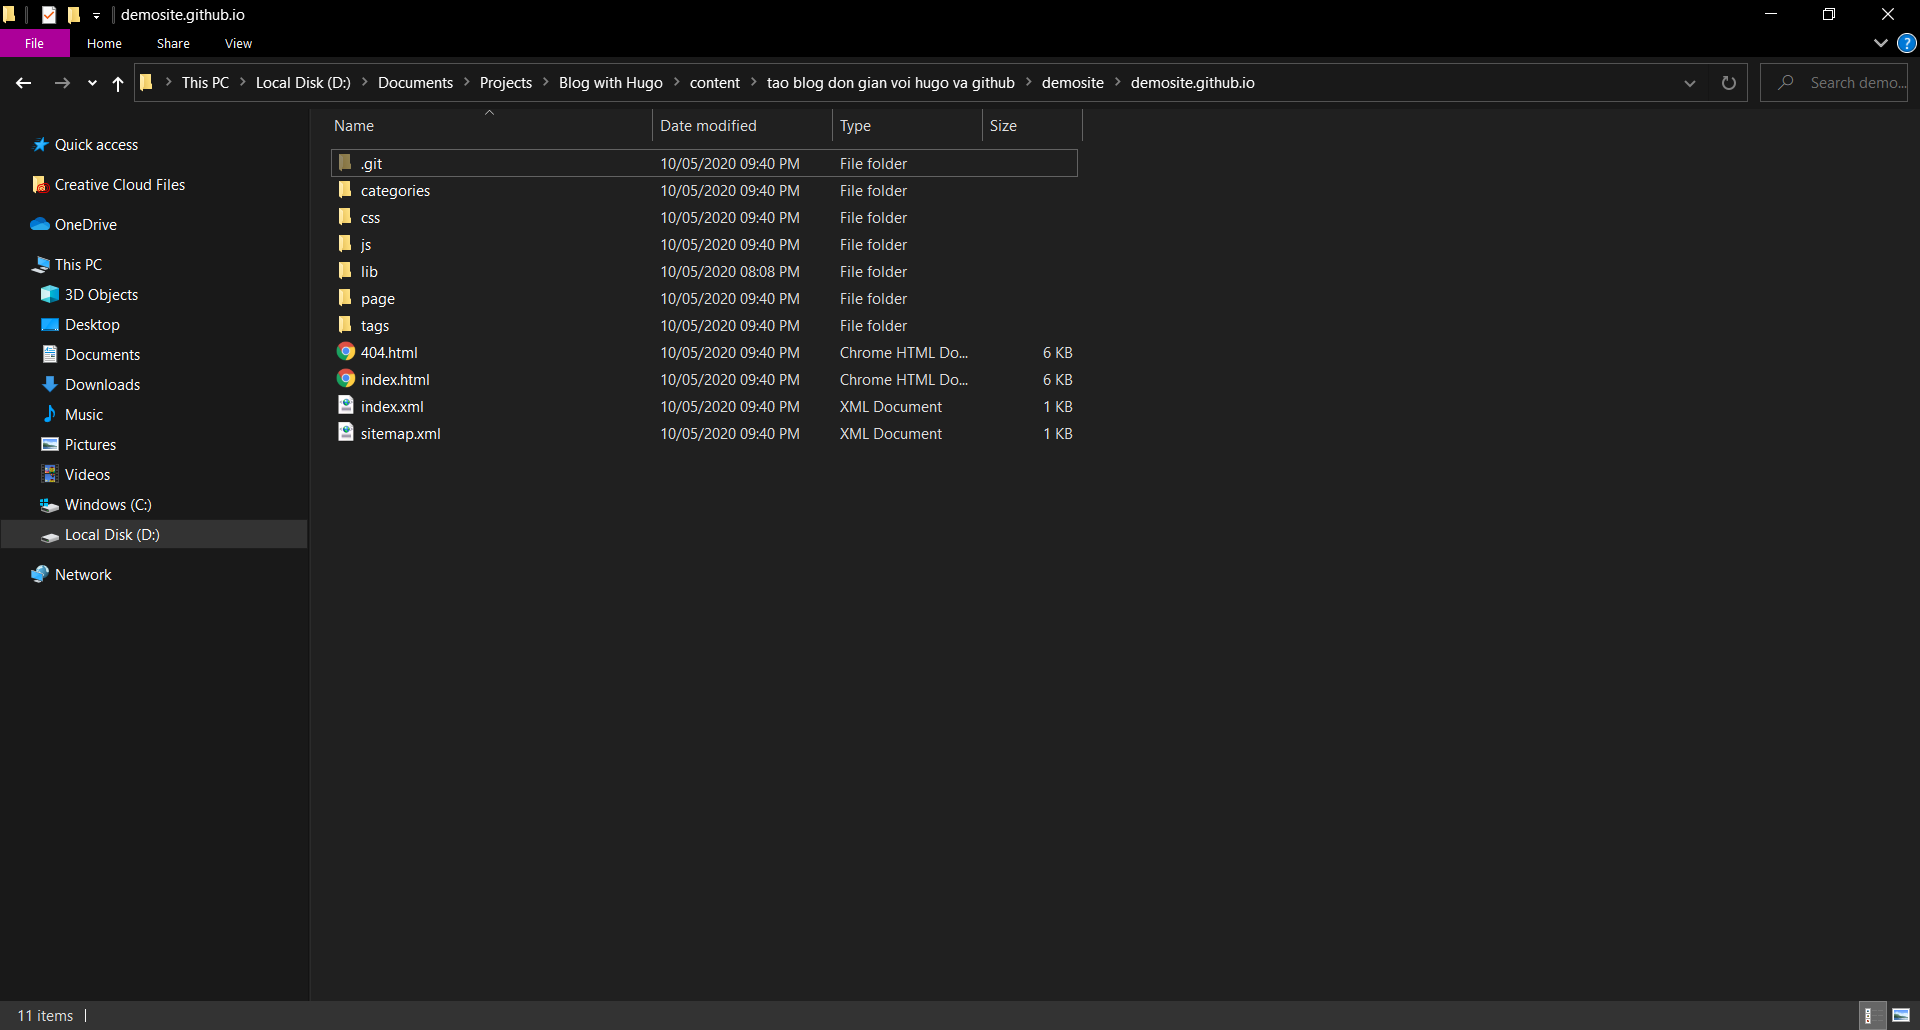 demosite.github.io
File Home Share View
This PC Local Disk (D:) Documents Projects Blog with Hugo content tao blog don gian voi hugo va github demosite demosite.github.io Search demo...
Name Date modified Type Size
Quick access
Creative Cloud Files
OneDrive
This PC
3D Objects
Desktop
Documents
Downloads
Music
Pictures
Videos
Windows (C:)
Local Disk (D:)
Network
.git 10/05/2020 09:40 PM File folder
categories 10/05/2020 09:40 PM File folder
css 10/05/2020 09:40 PM File folder
js 10/05/2020 09:40 PM File folder
lib 10/05/2020 08:08 PM File folder
page 10/05/2020 09:40 PM File folder
tags 10/05/2020 09:40 PM File folder
404.html 10/05/2020 09:40 PM Chrome HTML Do... 6 KB
index.html 10/05/2020 09:40 PM Chrome HTML Do... 6 KB
index.xml 10/05/2020 09:40 PM XML Document 1 KB
sitemap.xml 10/05/2020 09:40 PM XML Document 1 KB
11 items